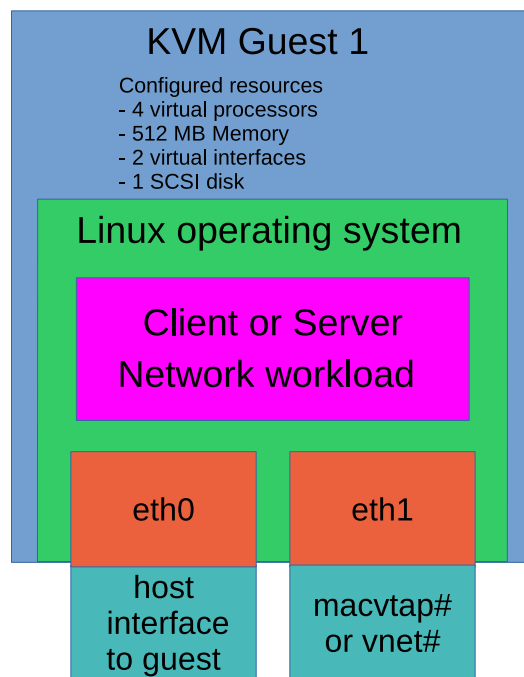 KVM Guest 1
Configured resources
- 4 virtual processors
- 512 MB Memory
- 2 virtual interfaces
- 1 SCSI disk
Linux operating system
Client or Server
Network workload
eth0
eth1
host
interface
to guest
macvtap#
or vnet#